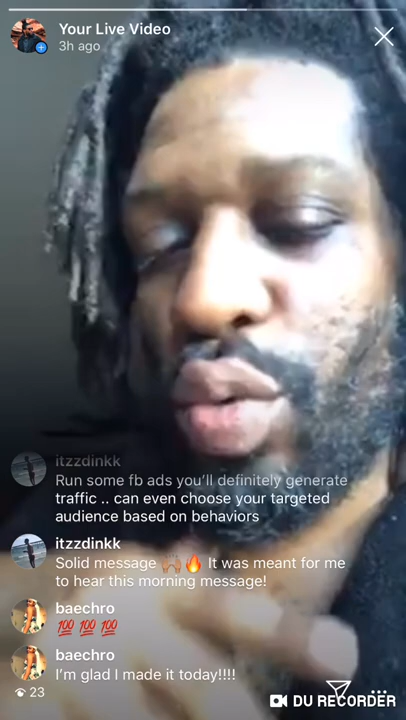 Your Live Video
3h ago
itzzdinkk
Run some fb ads you'll definitely generate
traffic .. can even choose your targeted
audience based on behaviors
itzzdinkk
Solid message 🙌🏽🔥 It was meant for me
to hear this morning message!
baechro
💯 💯 💯
baechro
I'm glad I made it today!!!!
23
DU RECORDER